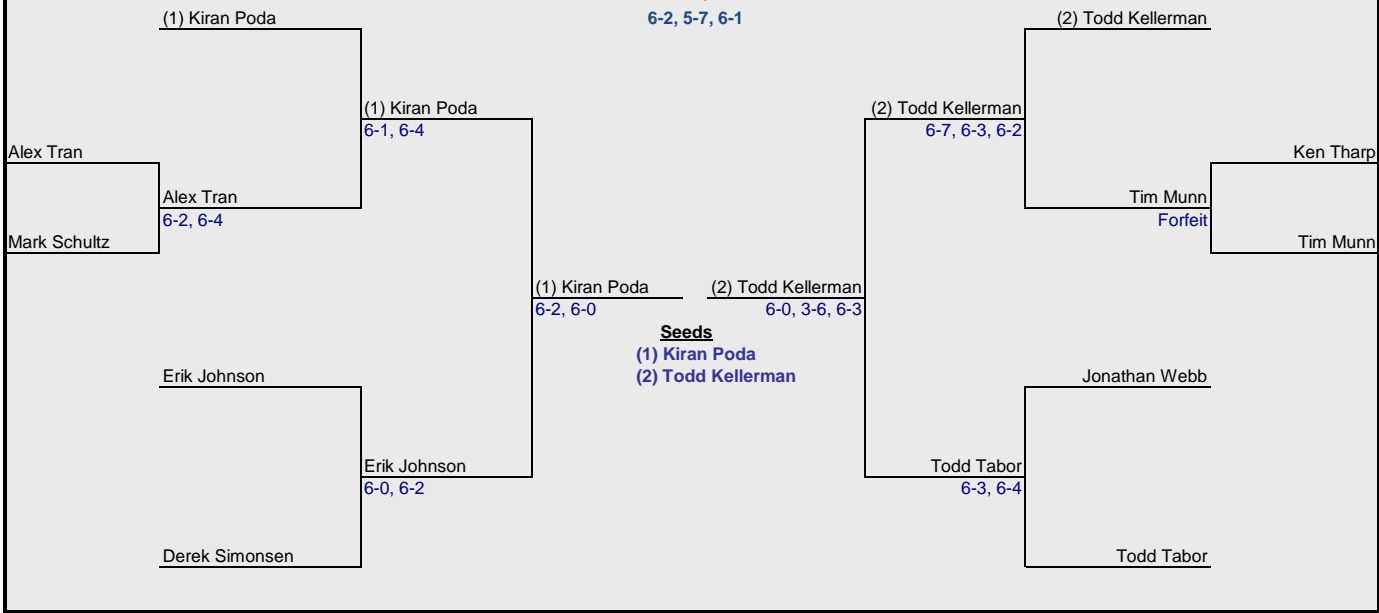 6-2, 5-7, 6-1
(1) Kiran Poda
(2) Todd Kellerman
(1) Kiran Poda
6-1, 6-4
(2) Todd Kellerman
6-7, 6-3, 6-2
Alex Tran
Ken Tharp
Alex Tran
6-2, 6-4
Tim Munn
Forfeit
Mark Schultz
Tim Munn
(1) Kiran Poda
6-2, 6-0
(2) Todd Kellerman
6-0, 3-6, 6-3
Seeds
(1) Kiran Poda
(2) Todd Kellerman
Erik Johnson
Jonathan Webb
Erik Johnson
6-0, 6-2
Todd Tabor
6-3, 6-4
Derek Simonsen
Todd Tabor